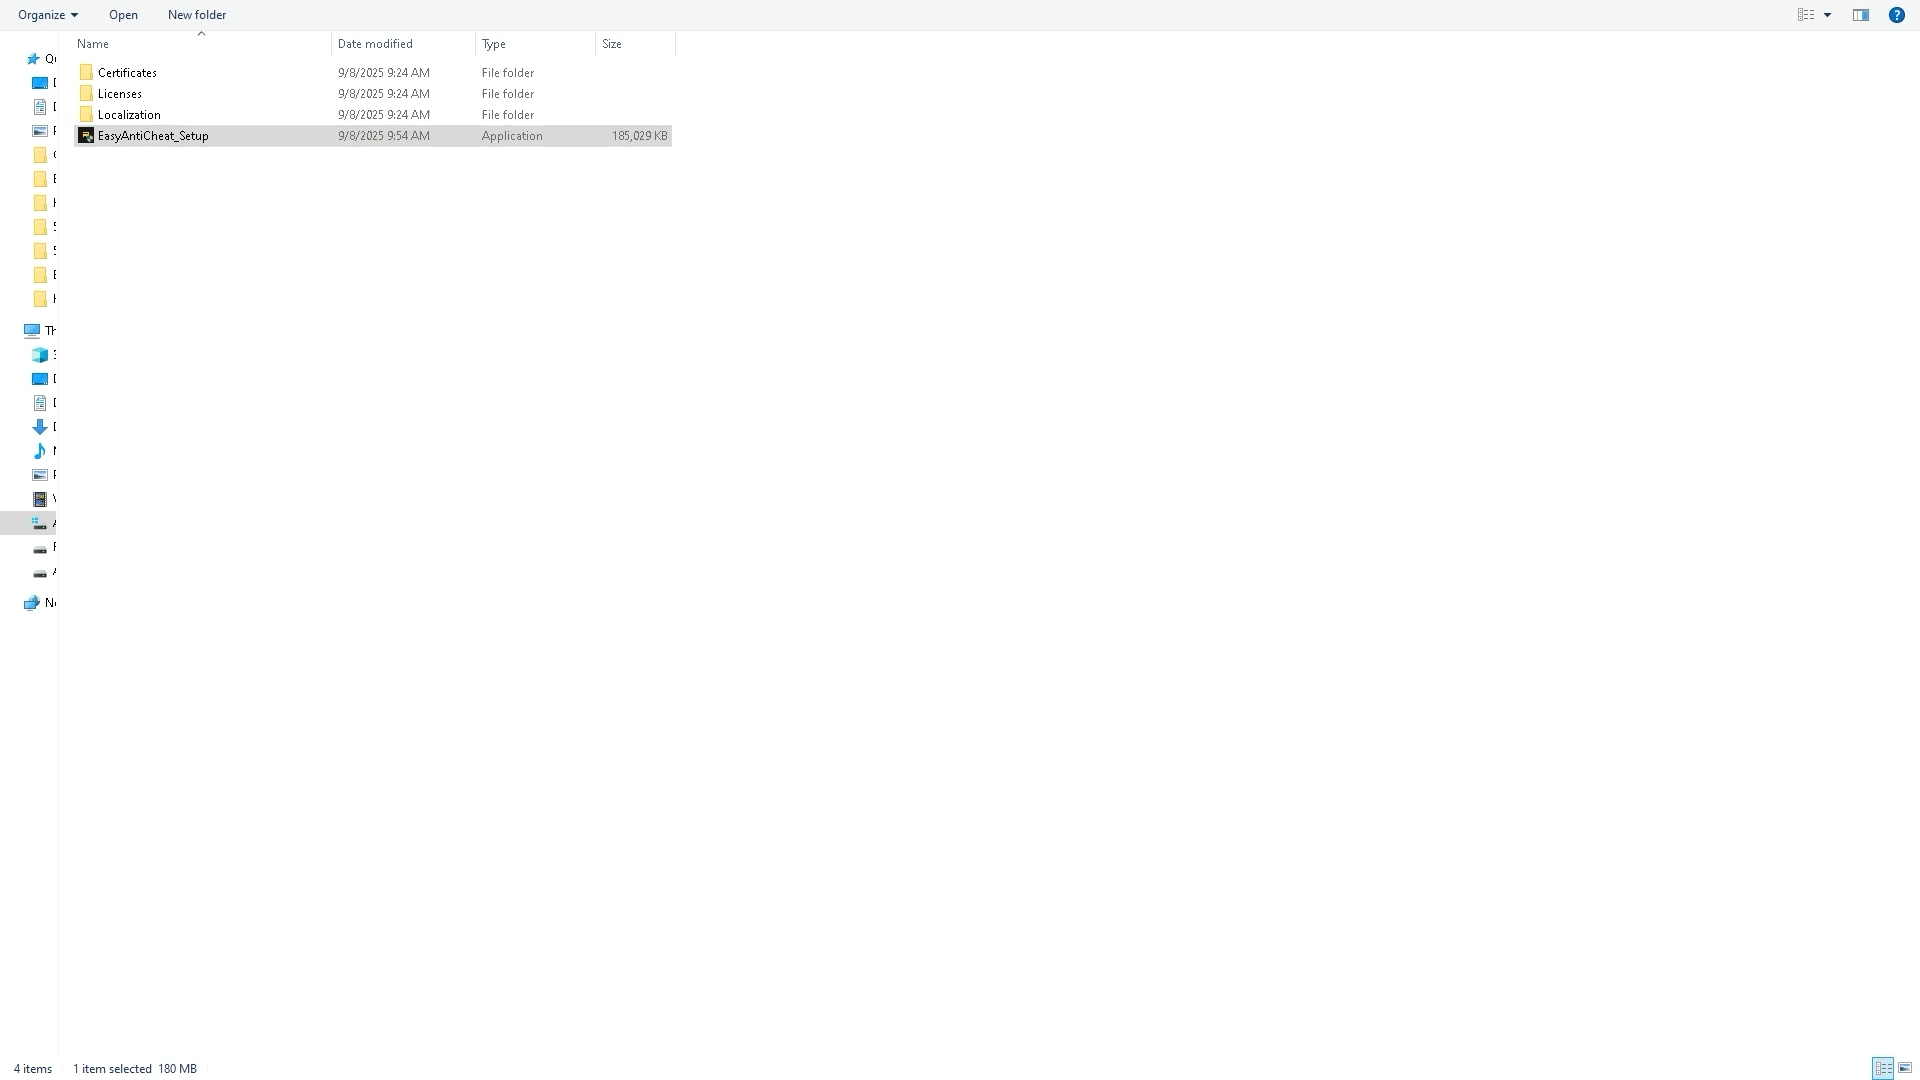 Organize Open New folder
Name Date modified Type Size
Certificates 9/8/2025 9:24 AM File folder
Licenses 9/8/2025 9:24 AM File folder
Localization 9/8/2025 9:24 AM File folder
EasyAntiCheat_Setup 9/8/2025 9:54 AM Application 185,029 KB
4 items 1 item selected 180 MB